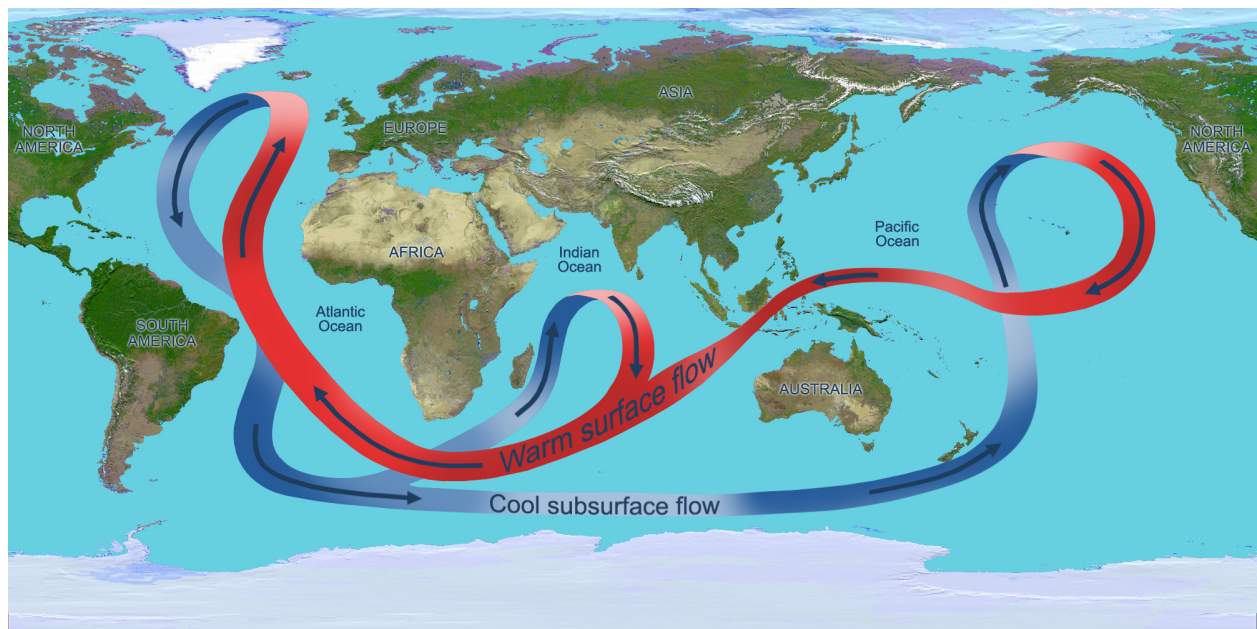 ASIA
EUROPE
NORTH
AMERICA
NORTH
AMERICA
Pacific
Ocean
AFRICA
Indian
Ocean
Atlantic
Ocean
SOUTH
AMERICA
AUSTRALIA
Warm surface flow
Cool subsurface flow